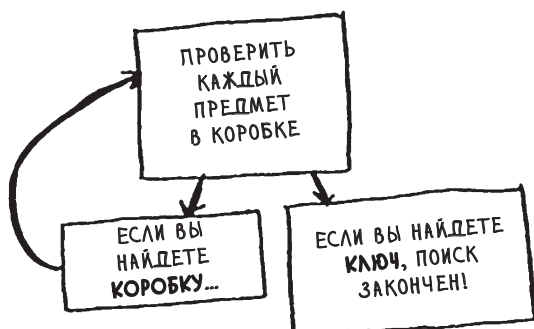 ПРОВЕРИТЬ
КАЖДЫЙ
ПРЕДМЕТ
В КОРОБКЕ
ЕСЛИ ВЫ
НАЙДЕТЕ
КОРОБКУ...
ЕСЛИ ВЫ НАЙДЕТЕ
КЛЮЧ, ПОИСК
ЗАКОНЧЕН!